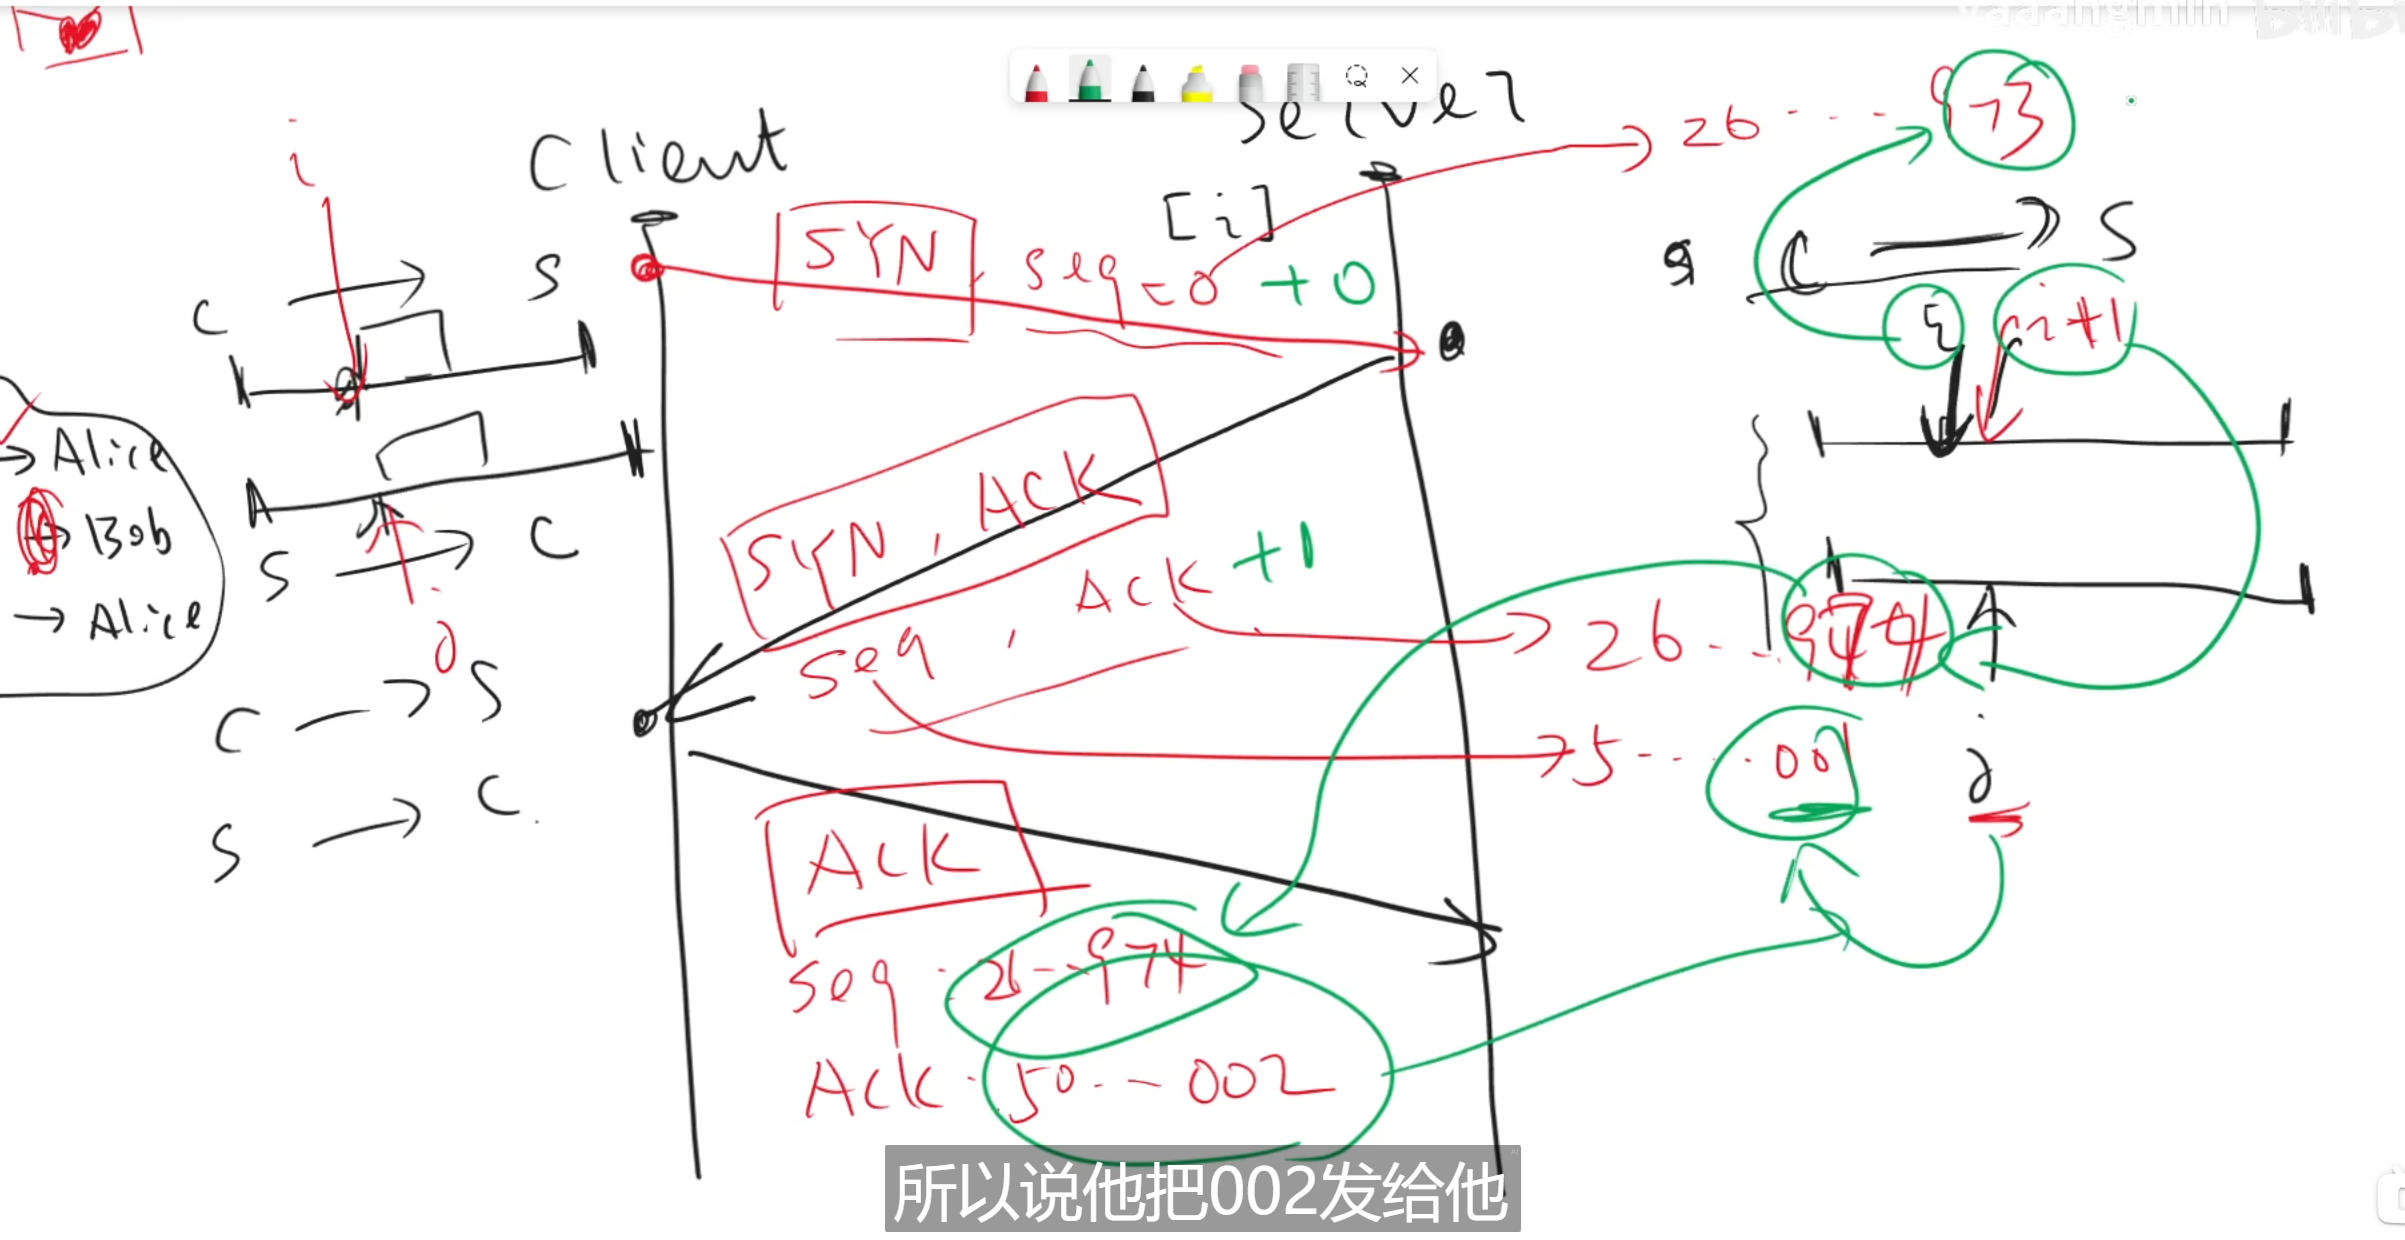 Client
Server
26 --- 973
i
SYN
[i]
seq = 0 + 0
C → S
C → S
i
i+1
→ Alice
→ Bob
→ Alice
SYN, ACK
seq, Ack +1
S → C
26 --- 974
0
C → S
5 --- 001
j
S → C
ACK
seq 26 -- 974
Ack 50 -- 002
所以说他把002发给他